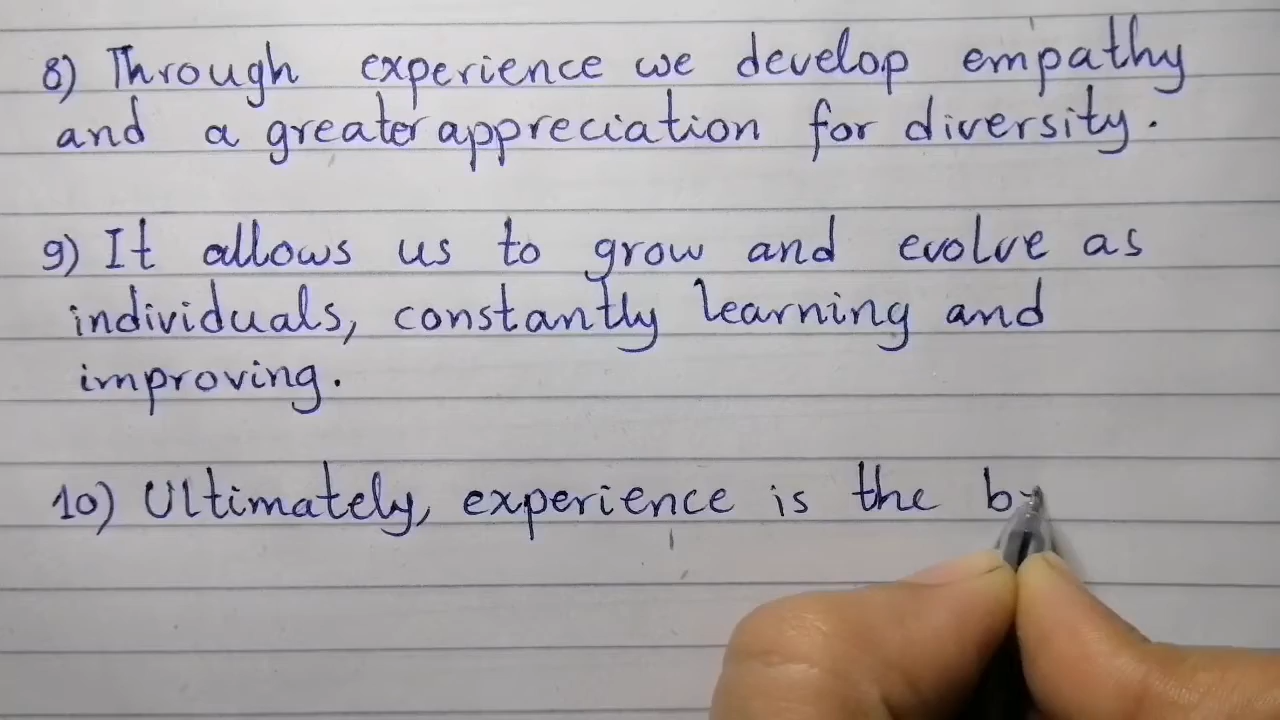 8) Through experience we develop empathy
and a greater appreciation for diversity.
9) It allows us to grow and evolve as
individuals, constantly learning and
improving.
10) Ultimately, experience is the